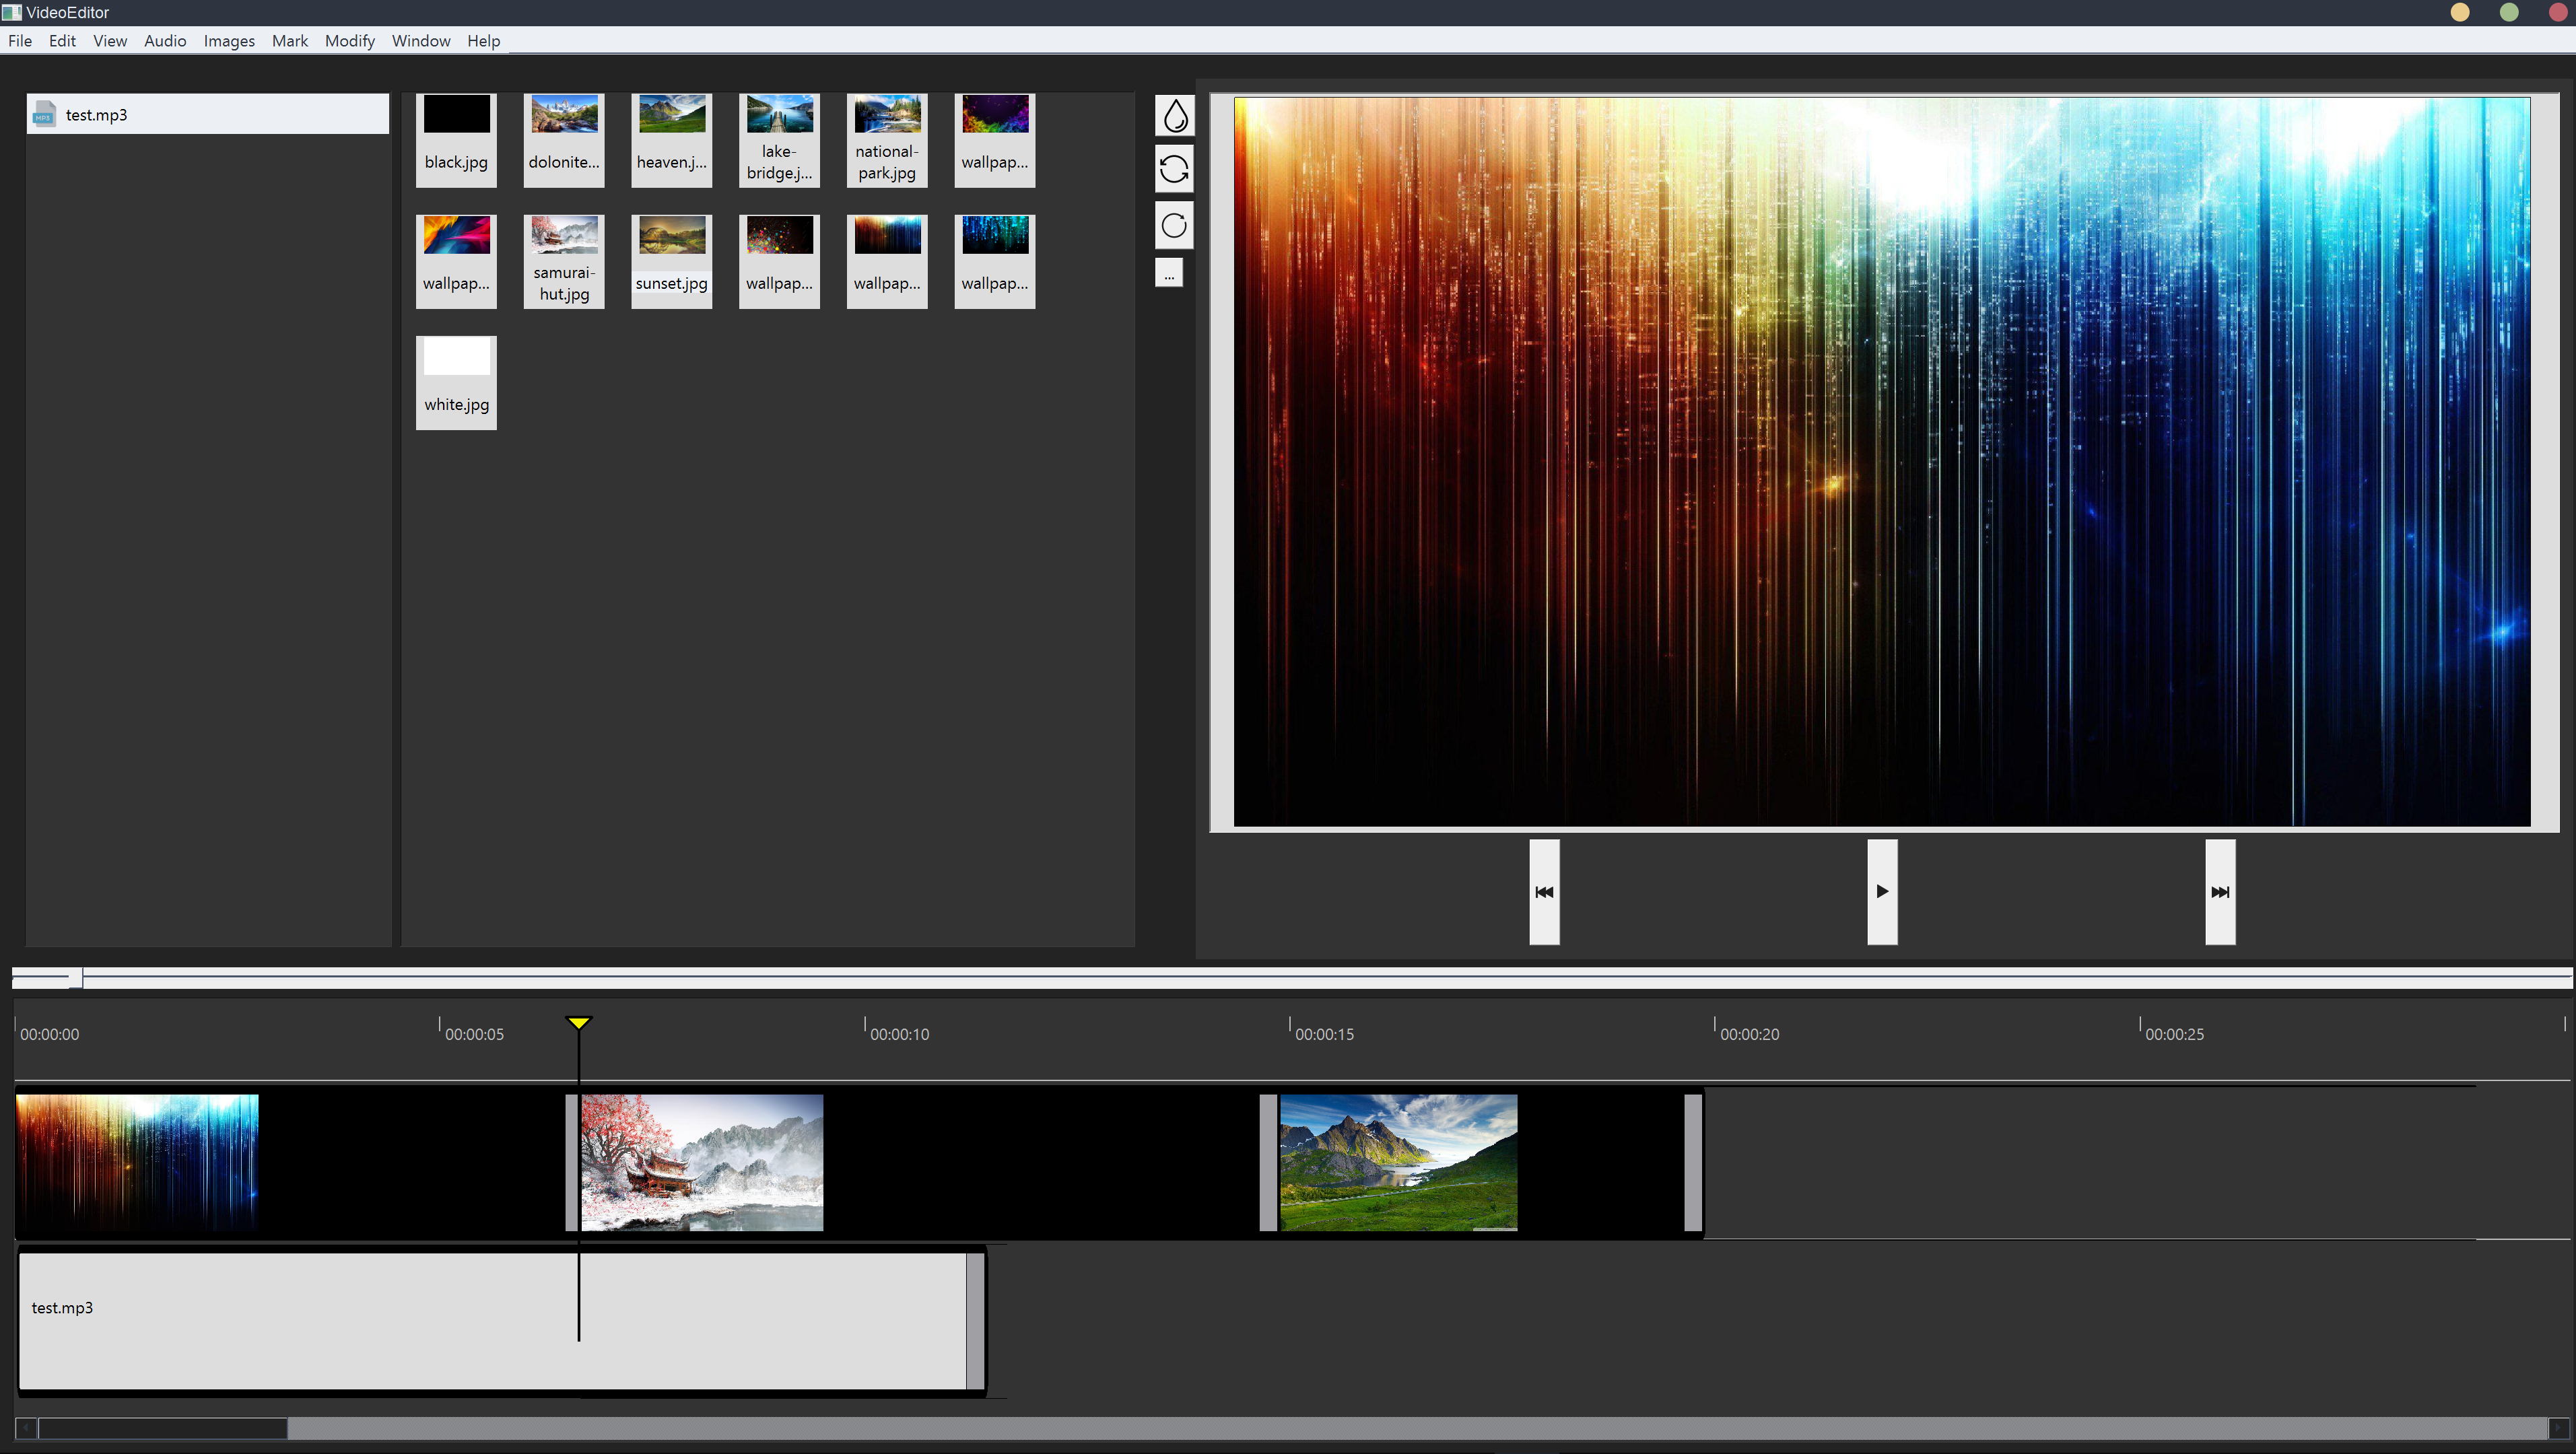 VideoEditor
File Edit View Audio Images Mark Modify Window Help
test.mp3
black.jpg
dolonite...
heaven.j...
lake-
bridge.j...
national-
park.jpg
wallpap...
wallpap...
samurai-
hut.jpg
sunset.jpg
wallpap...
wallpap...
wallpap...
white.jpg
...
00:00:00 00:00:05 00:00:10 00:00:15 00:00:20 00:00:25
test.mp3